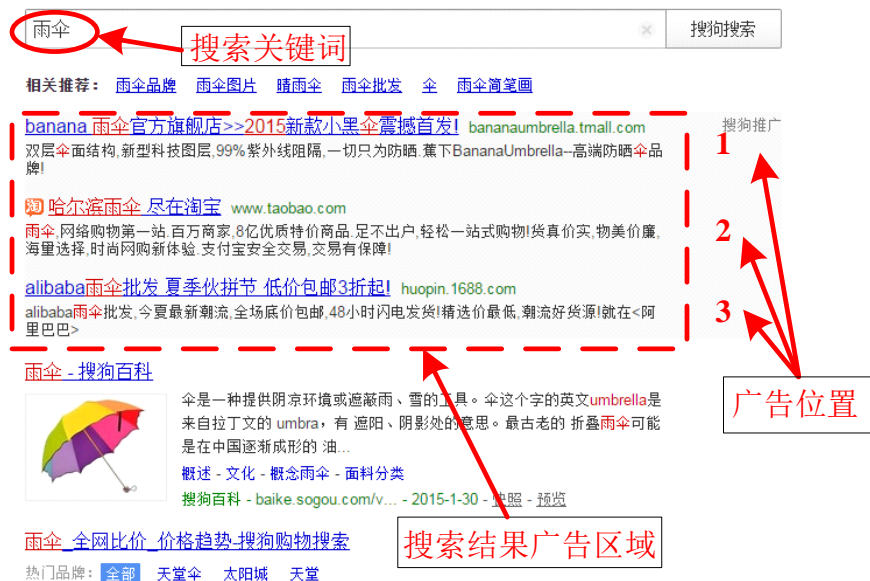 雨伞 搜狗搜索
搜索关键词
相关推荐: 雨伞品牌 雨伞图片 晴雨伞 雨伞批发 伞 雨伞简笔画
banana 雨伞官方旗舰店>>2015新款小黑伞震撼首发! bananaumbrella.tmall.com 搜狗推广
双层伞面结构,新型科技图层,99%紫外线阻隔,一切只为防晒.蕉下BananaUmbrella--高端防晒伞品
牌!
1
淘 哈尔滨雨伞 尽在淘宝 www.taobao.com
雨伞,网络购物第一站.百万商家,8亿优质特价商品.足不出户,轻松一站式购物!货真价实,物美价廉,
海量选择,时尚网购新体验.支付宝安全交易,交易有保障!
2
alibaba雨伞批发 夏季伙拼节 低价包邮3折起! huopin.1688.com
alibaba雨伞批发,今夏最新潮流,全场底价包邮,48小时闪电发货!精选价最低,潮流好货源!就在<阿
里巴巴>
3
广告位置
雨伞 - 搜狗百科
伞是一种提供阴凉环境或遮蔽雨、雪的工具。伞这个字的英文umbrella是
来自拉丁文的 umbra，有 遮阳、阴影处的意思。最古老的 折叠雨伞可能
是在中国逐渐成形的 油...
概述 - 文化 - 概念雨伞 - 面料分类
搜狗百科 - baike.sogou.com/v... - 2015-1-30 - 快照 - 预览
搜索结果广告区域
雨伞_全网比价_价格趋势-搜狗购物搜索
热门品牌: 全部 天堂伞 太阳城 天堂